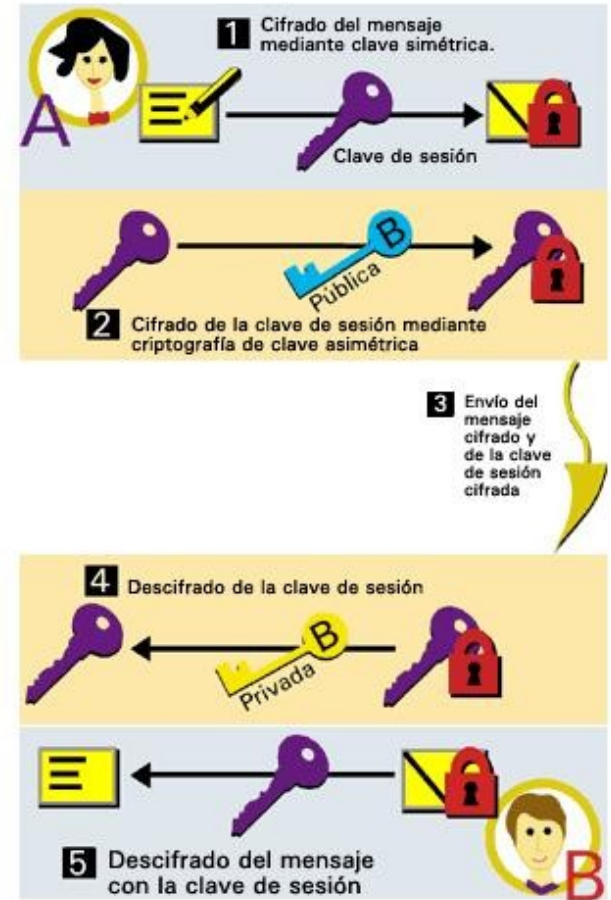 1 Cifrado del mensaje
mediante clave simétrica.
A
Clave de sesión
B
Pública
2 Cifrado de la clave de sesión mediante
criptografía de clave asimétrica
3 Envío del
mensaje
cifrado y
de la clave
de sesión
cifrada
4 Descifrado de la clave de sesión
B
Privada
5 Descifrado del mensaje
con la clave de sesión
B